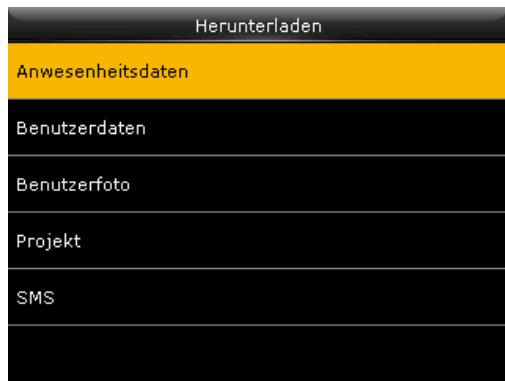 Herunterladen
Anwesenheitsdaten
Benutzerdaten
Benutzerfoto
Projekt
SMS